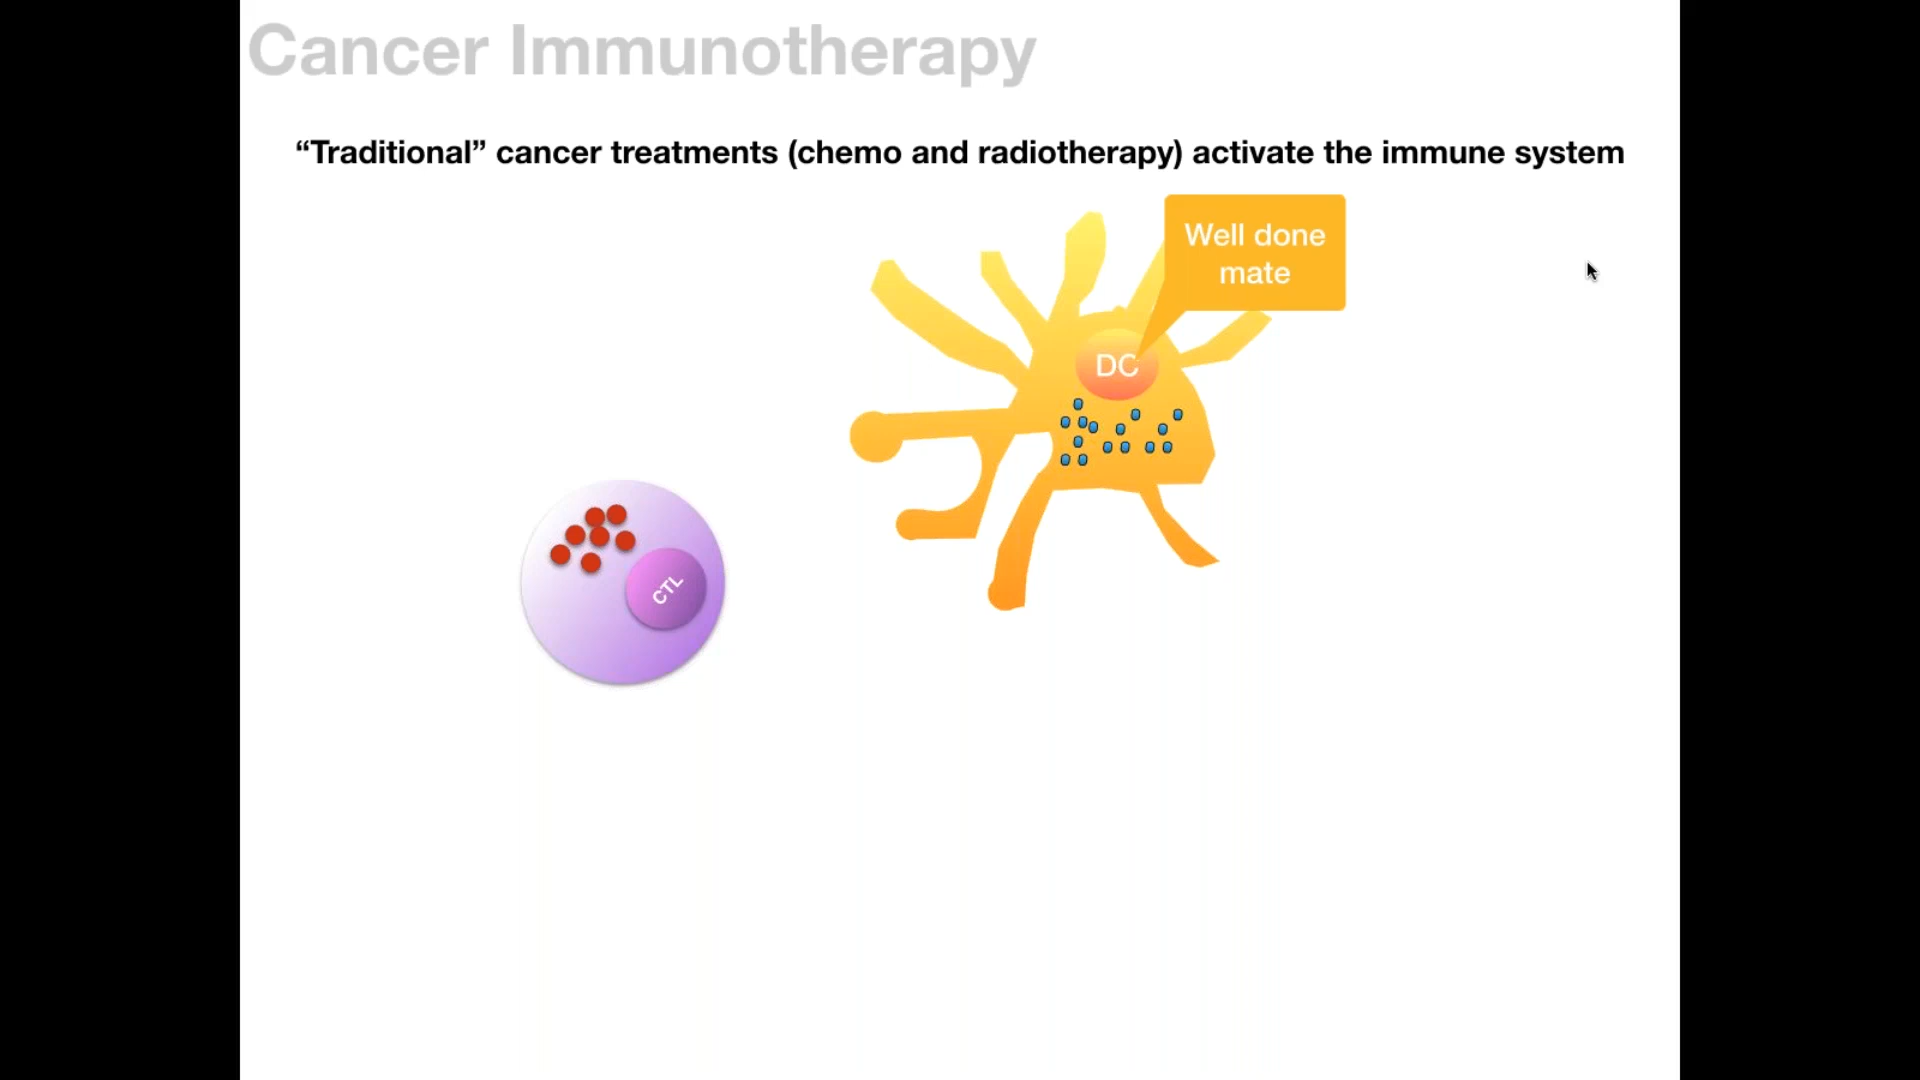 Cancer Immunotherapy
“Traditional” cancer treatments (chemo and radiotherapy) activate the immune system
Well done
mate
DC
CTL